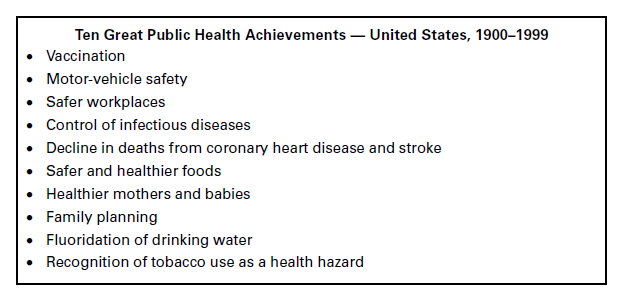 Ten Great Public Health Achievements — United States, 1900–1999
• Vaccination
• Motor-vehicle safety
• Safer workplaces
• Control of infectious diseases
• Decline in deaths from coronary heart disease and stroke
• Safer and healthier foods
• Healthier mothers and babies
• Family planning
• Fluoridation of drinking water
• Recognition of tobacco use as a health hazard